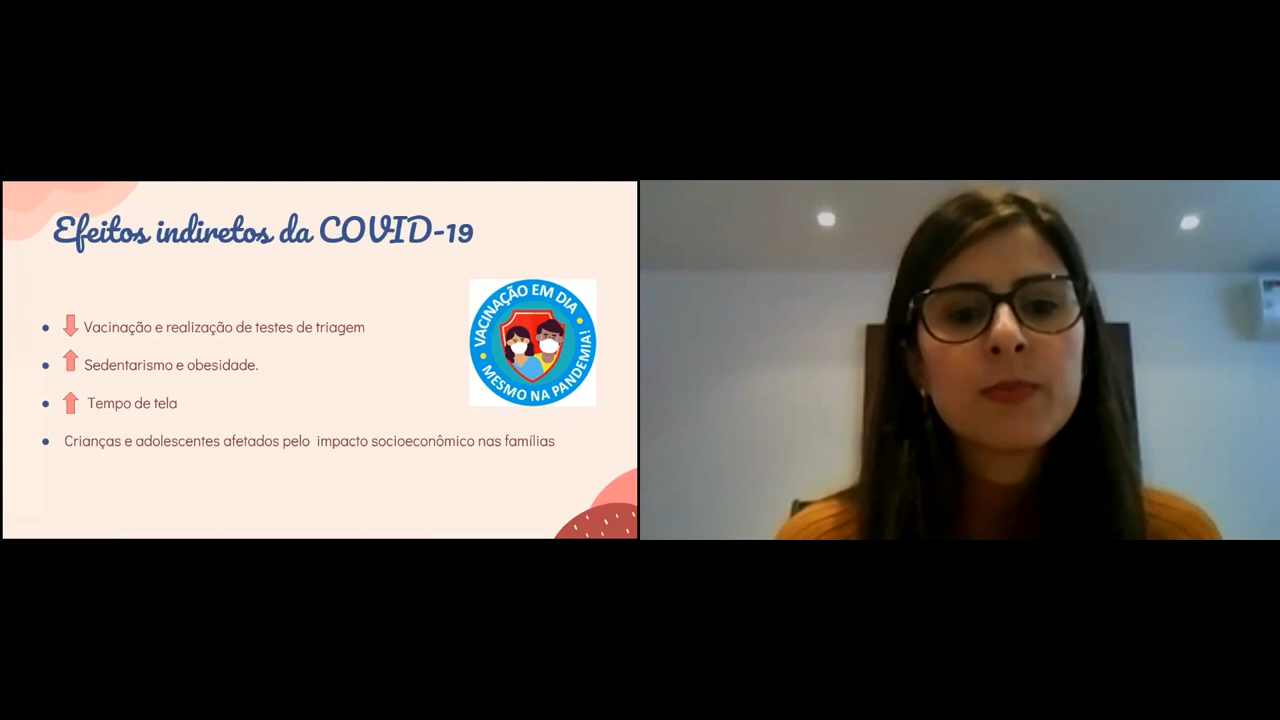 Efeitos indiretos da COVID-19
Vacinação e realização de testes de triagem
Sedentarismo e obesidade.
Tempo de tela
Crianças e adolescentes afetados pelo impacto socioeconômico nas famílias
VACINAÇÃO EM DIA
MESMO NA PANDEMIA!